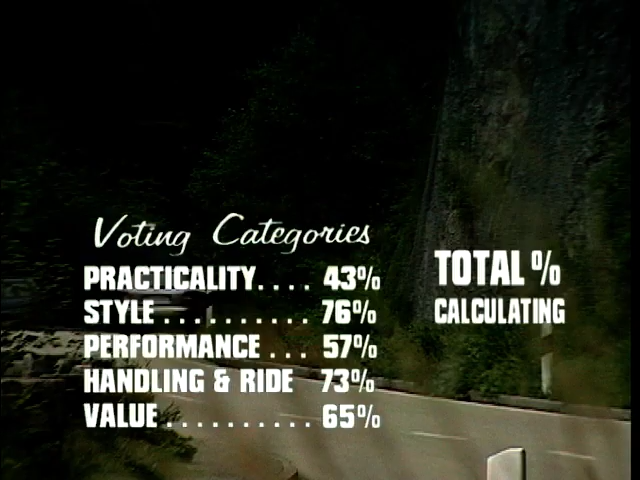 Voting Categories
PRACTICALITY.... 43%
STYLE .......... 76%
PERFORMANCE ... 57%
HANDLING & RIDE 73%
VALUE.......... 65%
TOTAL %
CALCULATING